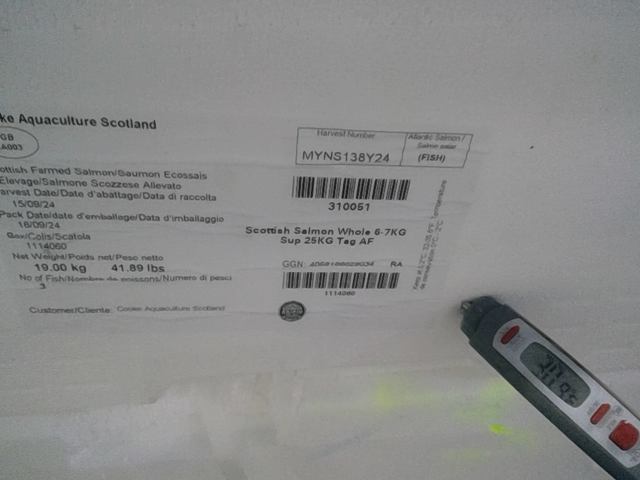 ke Aquaculture Scotland
GB
A003
Harvest Number
MYNS138Y24
Atlantic Salmon /
Salmo salar
(FISH)
cottish Farmed Salmon/Saumon Ecossais
Elevage/Salmone Scozzese Allevato
arvest Date/Date d'abattage/Data di raccolta
15/09/24
Pack Date/date d'emballage/Data d'imballaggio
16/09/24
Box/Colis/Scatola
1114060
Net Weight/Poids net/Peso netto
19.00 kg 41.89 lbs
No of Fish/Nombre de poissons/Numero di pesci
3
Customer/Cliente: Cooke Aquaculture Scotland
310051
Scottish Salmon Whole 6-7KG
Sup 25KG Tag AF
GGN: RA
1114060